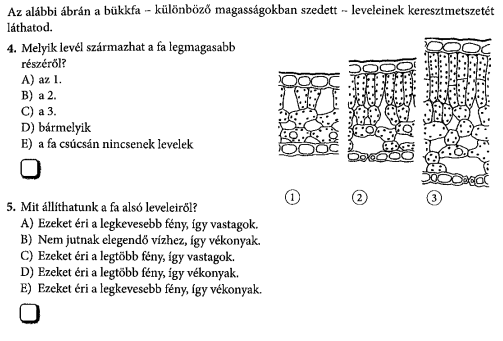 Az alábbi ábrán a bükkfa – különböző magasságokban szedett – leveleinek keresztmetszetét
láthatod.
4. Melyik levél származhat a fa legmagasabb
részéről?
A) az 1.
B) a 2.
C) a 3.
D) bármelyik
E) a fa csúcsán nincsenek levelek
1
2
3
5. Mit állíthatunk a fa alsó leveleiről?
A) Ezeket éri a legkevesebb fény, így vastagok.
B) Nem jutnak elegendő vízhez, így vékonyak.
C) Ezeket éri a legtöbb fény, így vastagok.
D) Ezeket éri a legtöbb fény, így vékonyak.
E) Ezeket éri a legkevesebb fény, így vékonyak.